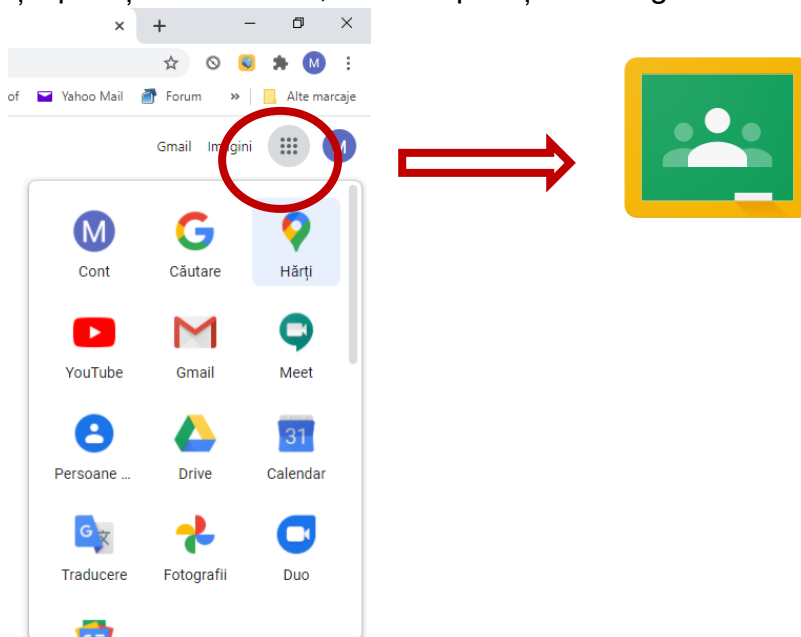 M
of Yahoo Mail Forum » Alte marcaje
Gmail Imagini M
M G
Cont Căutare Hărți
YouTube Gmail Meet
31
Persoane ... Drive Calendar
G 文
Traducere Fotografii Duo